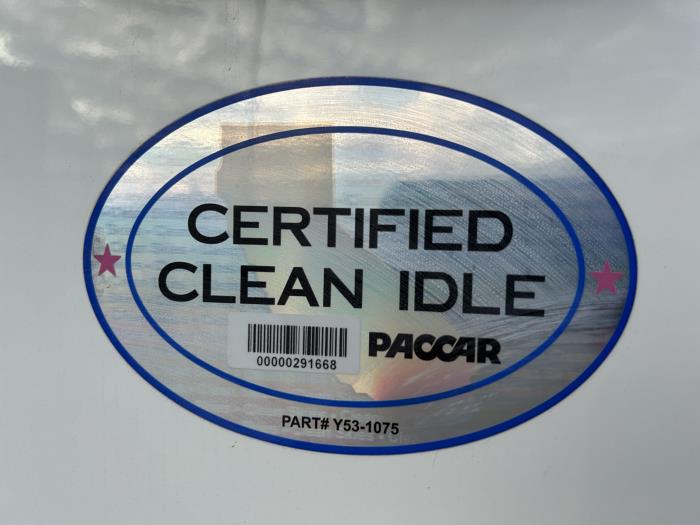 CERTIFIED
CLEAN IDLE
00000291668
PACCAR
PART# Y53-1075